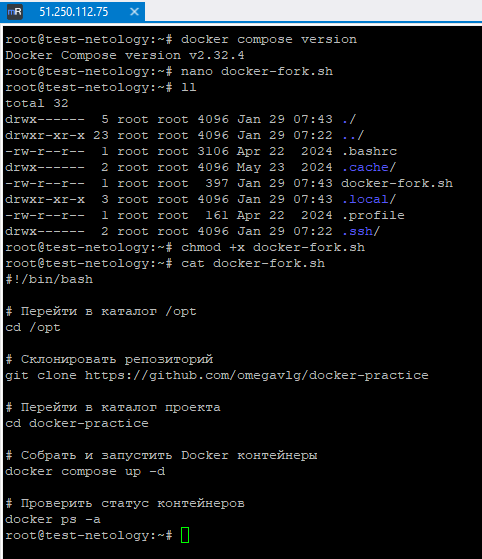 mR 51.250.112.75 ×
root@test-netology:~# docker compose version
Docker Compose version v2.32.4
root@test-netology:~# nano docker-fork.sh
root@test-netology:~# ll
total 32
drwx------  5 root root 4096 Jan 29 07:43 ./
drwxr-xr-x 23 root root 4096 Jan 29 07:22 ../
-rw-r--r--  1 root root 3106 Apr 22  2024 .bashrc
drwx------  2 root root 4096 May 23  2024 .cache/
-rw-r--r--  1 root root  397 Jan 29 07:43 docker-fork.sh
drwxr-xr-x  3 root root 4096 Jan 29 07:43 .local/
-rw-r--r--  1 root root  161 Apr 22  2024 .profile
drwx------  2 root root 4096 Jan 29 07:22 .ssh/
root@test-netology:~# chmod +x docker-fork.sh
root@test-netology:~# cat docker-fork.sh
#!/bin/bash

# Перейти в каталог /opt
cd /opt

# Склонировать репозиторий
git clone https://github.com/omegavlg/docker-practice

# Перейти в каталог проекта
cd docker-practice

# Собрать и запустить Docker контейнеры
docker compose up -d

# Проверить статус контейнеров
docker ps -a
root@test-netology:~#